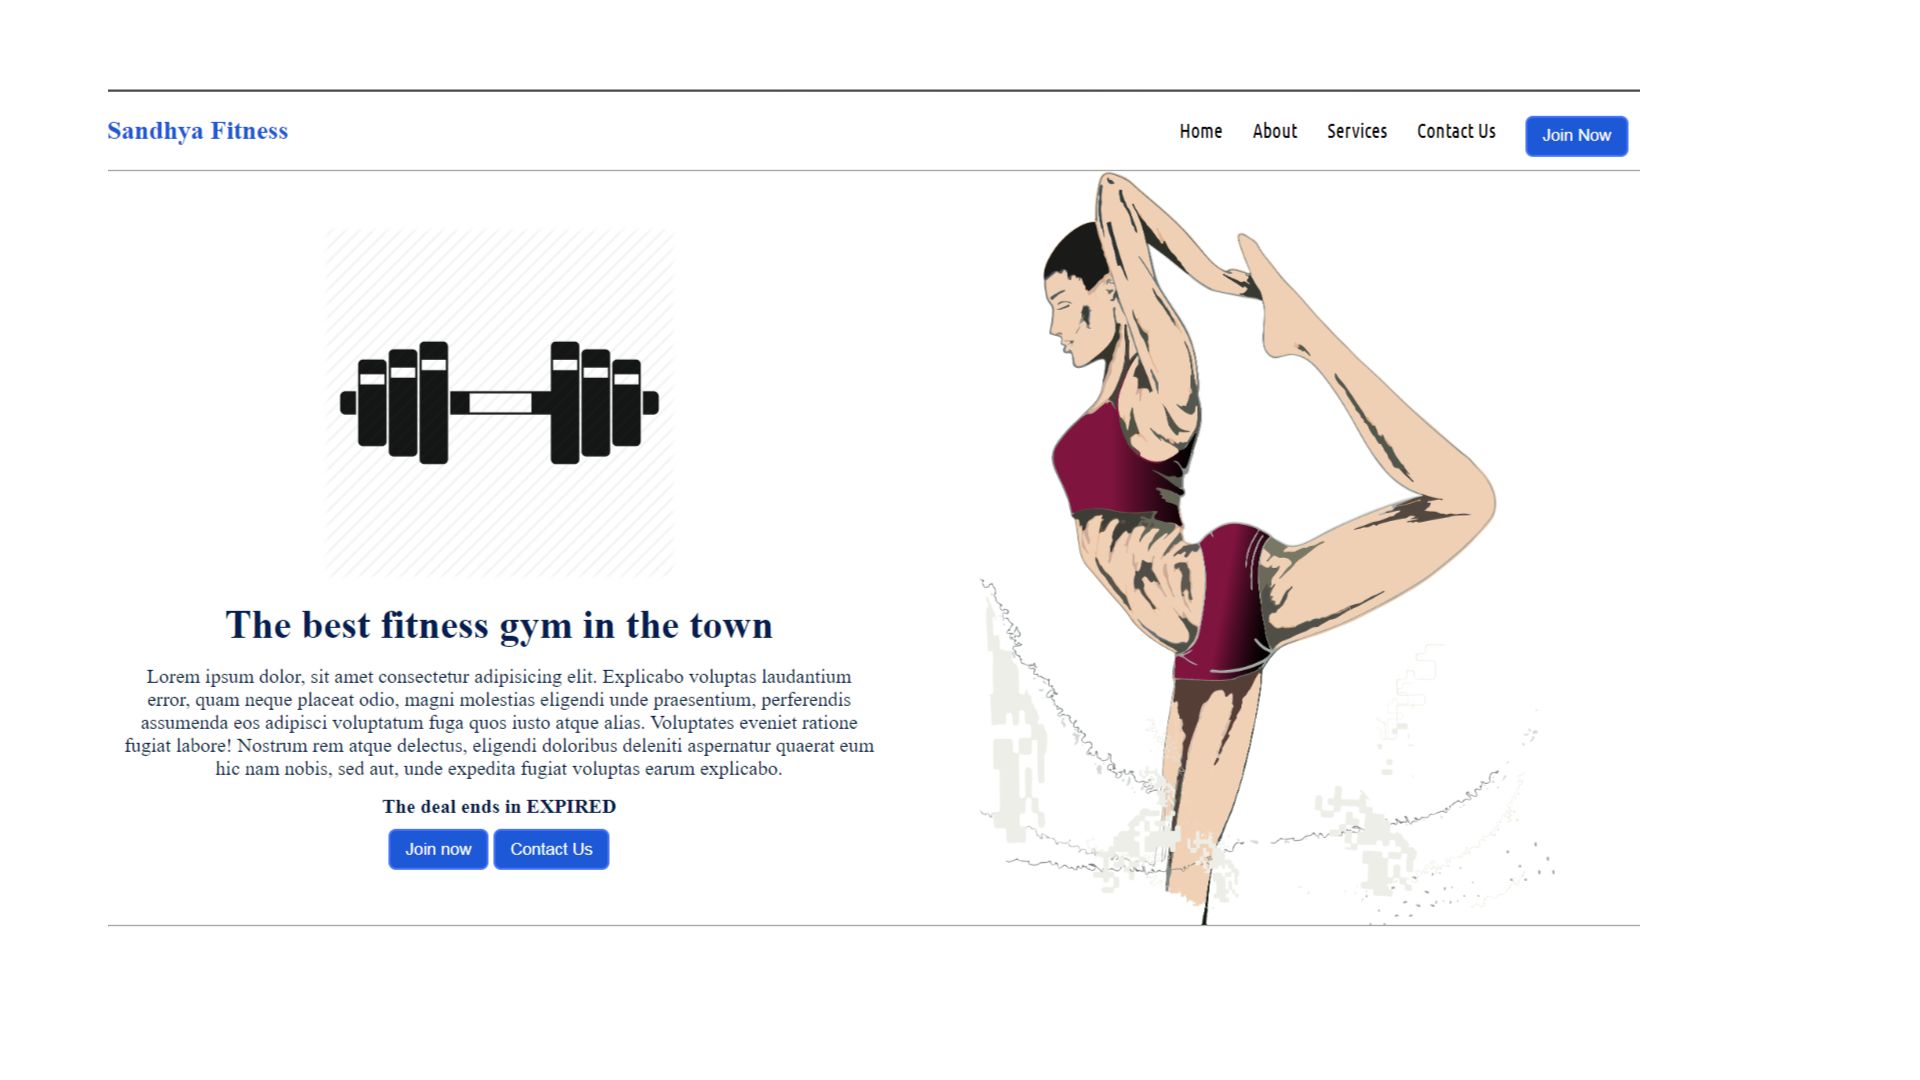 Sandhya Fitness
Home About Services Contact Us Join Now
The best fitness gym in the town
Lorem ipsum dolor, sit amet consectetur adipisicing elit. Explicabo voluptas laudantium
error, quam neque placeat odio, magni molestias eligendi unde praesentium, perferendis
assumenda eos adipisci voluptatum fuga quos iusto atque alias. Voluptates eveniet ratione
fugiat labore! Nostrum rem atque delectus, eligendi doloribus deleniti aspernatur quaerat eum
hic nam nobis, sed aut, unde expedita fugiat voluptas earum explicabo.
The deal ends in EXPIRED
Join now Contact Us